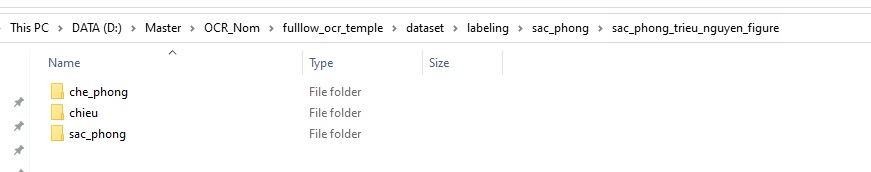 This PC > DATA (D:) > Master > OCR_Nom > fulllow_ocr_temple > dataset > labeling > sac_phong > sac_phong_trieu_nguyen_figure
Name Type Size
che_phong File folder
chieu File folder
sac_phong File folder